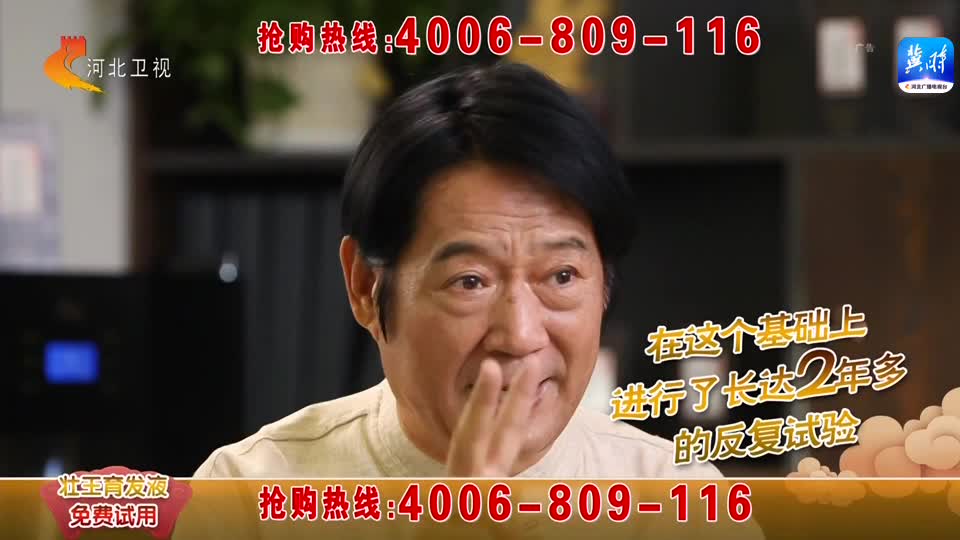 抢购热线:4006-809-116
河北卫视
广告
冀时
河北广播电视台
在这个基础上
进行了长达2年多
的反复试验
壮王育发液
免费试用
抢购热线:4006-809-116